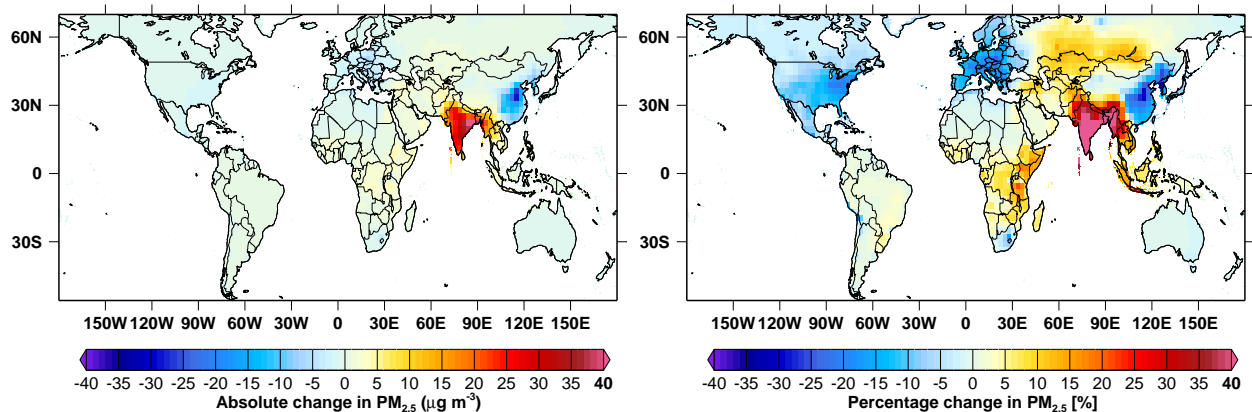 60N
30N
0
30S
150W 120W 90W 60W 30W 0 30E 60E 90E 120E 150E
-40 -35 -30 -25 -20 -15 -10 -5 0 5 10 15 20 25 30 35 40
Absolute change in PM2.5 (μg m-3)
60N
30N
0
30S
150W 120W 90W 60W 30W 0 30E 60E 90E 120E 150E
-40 -35 -30 -25 -20 -15 -10 -5 0 5 10 15 20 25 30 35 40
Percentage change in PM2.5 [%]